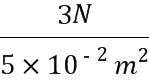 3N
5 × 10⁻² m²